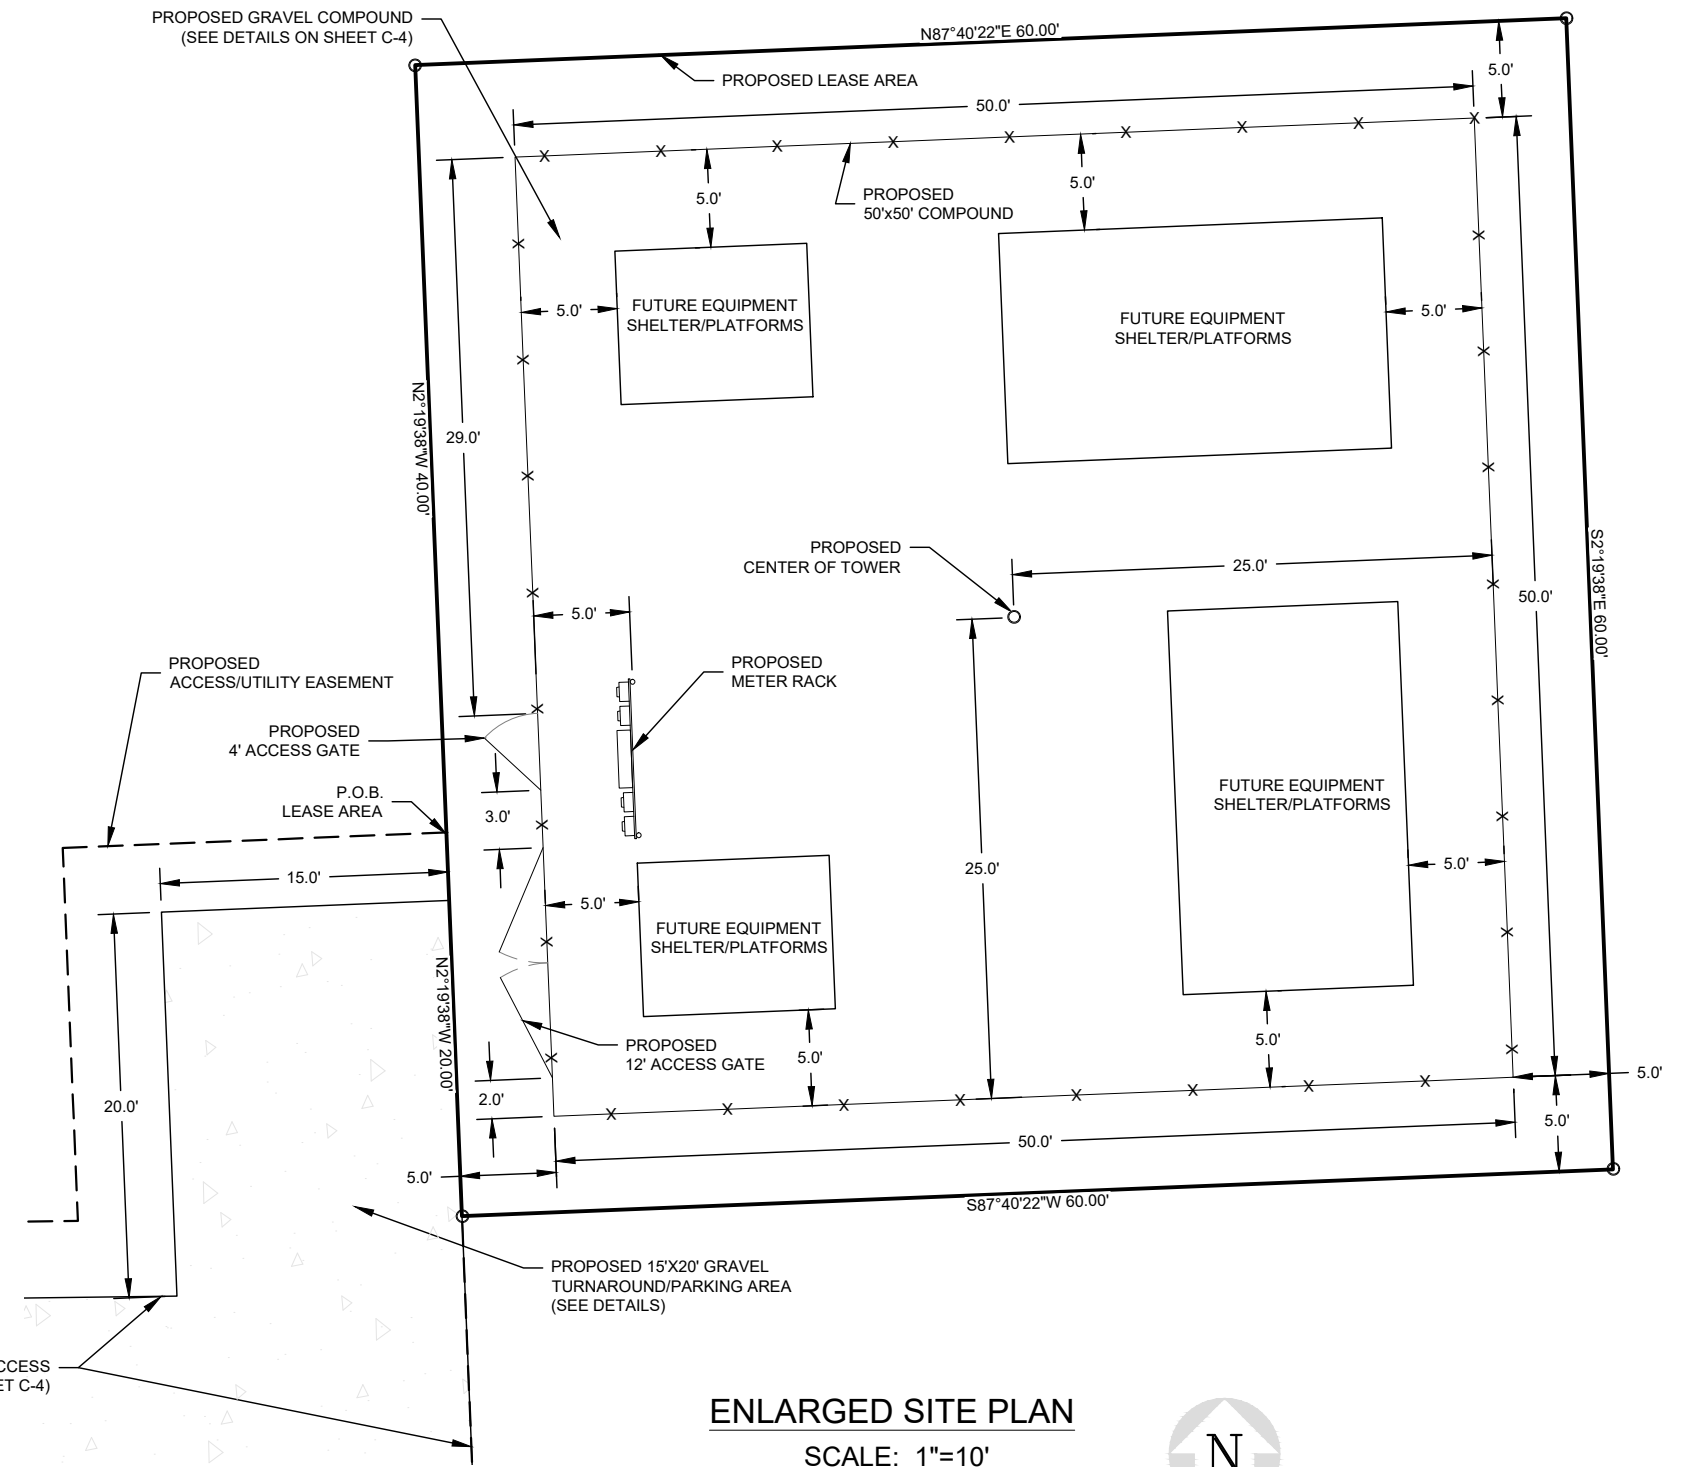 PROPOSED GRAVEL COMPOUND
(SEE DETAILS ON SHEET C-4)
N87°40'22"E 60.00'
PROPOSED LEASE AREA
5.0'
50.0'
5.0'
5.0'
PROPOSED
50'x50' COMPOUND
FUTURE EQUIPMENT
SHELTER/PLATFORMS
5.0'
FUTURE EQUIPMENT
SHELTER/PLATFORMS
5.0'
N2°19'38"W 40.00'
29.0'
PROPOSED
CENTER OF TOWER
25.0'
50.0'
S2°19'38"E 60.00'
5.0'
PROPOSED
ACCESS/UTILITY EASEMENT
PROPOSED
METER RACK
PROPOSED
4' ACCESS GATE
P.O.B.
LEASE AREA
3.0'
FUTURE EQUIPMENT
SHELTER/PLATFORMS
15.0'
25.0'
5.0'
5.0'
FUTURE EQUIPMENT
SHELTER/PLATFORMS
N2°19'38"W 20.00'
PROPOSED
12' ACCESS GATE
5.0'
5.0'
5.0'
2.0'
20.0'
5.0'
50.0'
5.0'
S87°40'22"W 60.00'
PROPOSED 15'X20' GRAVEL
TURNAROUND/PARKING AREA
(SEE DETAILS)
CCESS
ET C-4)
ENLARGED SITE PLAN
SCALE: 1"=10'
N